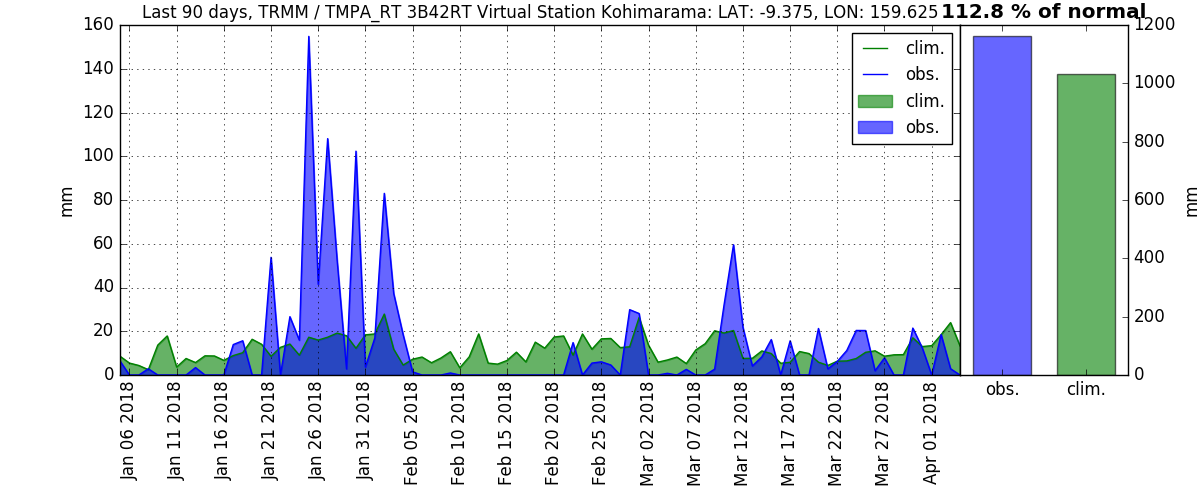 Last 90 days, TRMM / TMPA_RT 3B42RT Virtual Station Kohimarama: LAT: -9.375, LON: 159.625 112.8 % of normal
160
140
120
100
80
60
40
20
0
mm
clim.
obs.
clim.
obs.
1200
1000
800
600
400
200
0
mm
Jan 06 2018
Jan 11 2018
Jan 16 2018
Jan 21 2018
Jan 26 2018
Jan 31 2018
Feb 05 2018
Feb 10 2018
Feb 15 2018
Feb 20 2018
Feb 25 2018
Mar 02 2018
Mar 07 2018
Mar 12 2018
Mar 17 2018
Mar 22 2018
Mar 27 2018
Apr 01 2018
obs.
clim.